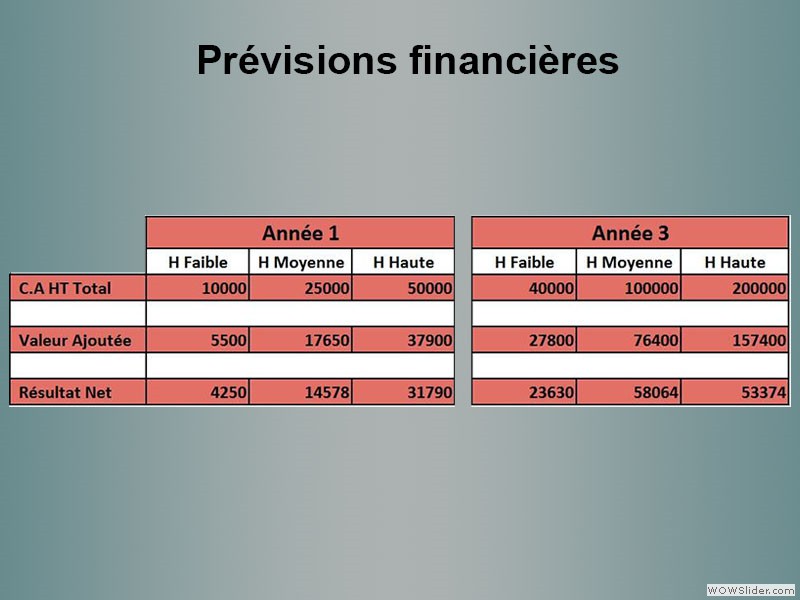 Prévisions financières
Année 1 Année 3
H Faible H Moyenne H Haute H Faible H Moyenne H Haute
C.A HT Total 10000 25000 50000 40000 100000 200000
Valeur Ajoutée 5500 17650 37900 27800 76400 157400
Résultat Net 4250 14578 31790 23630 58064 53374
WOWSlider.com